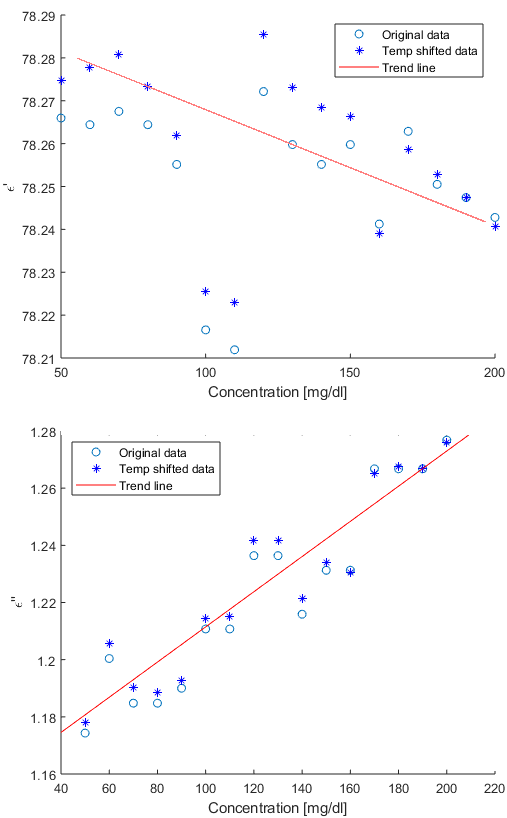 78.29
78.28
78.27
78.26
78.25
78.24
78.23
78.22
78.21
ϵ'
Original data
Temp shifted data
Trend line
50 100 150 200
Concentration [mg/dl]
1.28
1.26
1.24
1.22
1.2
1.18
1.16
ϵ"
Original data
Temp shifted data
Trend line
40 60 80 100 120 140 160 180 200 220
Concentration [mg/dl]